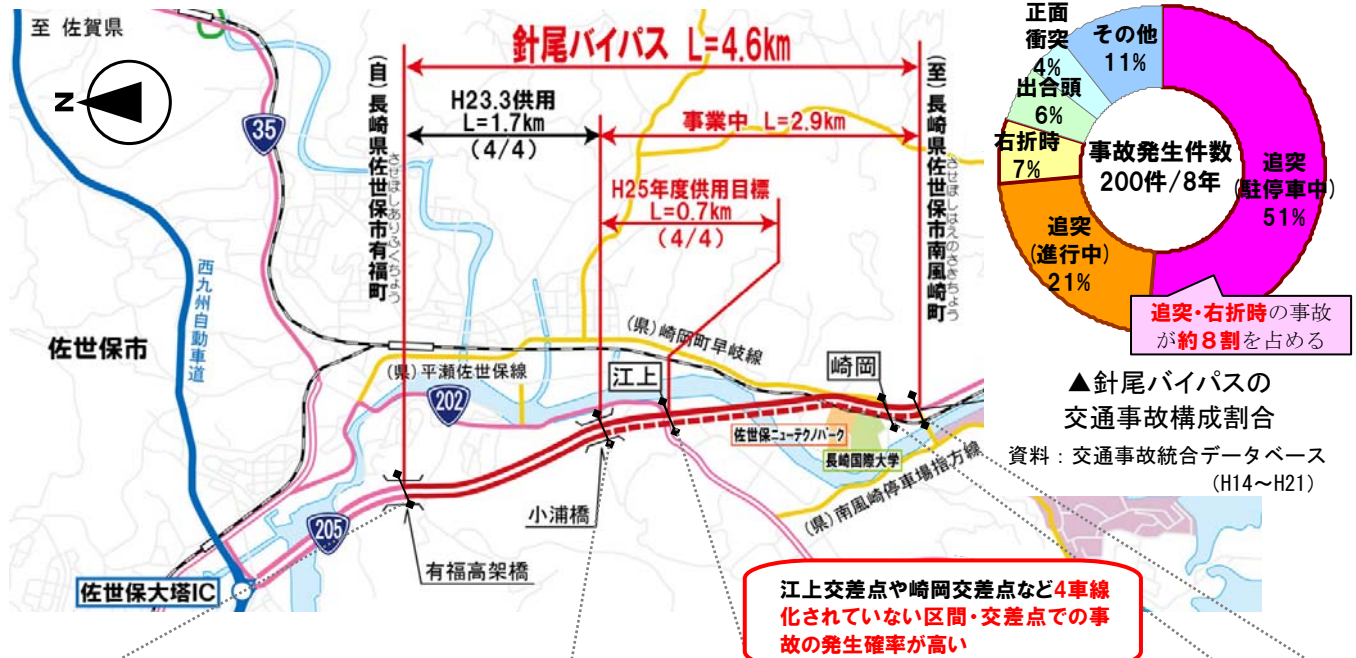 至 佐賀県
N
35
西九州自動車道
佐世保市
佐世保大塔IC
205
202
針尾バイパス L=4.6km
(自)長崎県佐世保市有福町
させぼしありふくちょう
H23.3供用
L=1.7km
(4/4)
事業中 L=2.9km
H25年度供用目標
L=0.7km
(4/4)
(至)長崎県佐世保市南風崎町
させぼしはえのさきちょう
(県)崎岡町早岐線
(県)平瀬佐世保線
江上
崎岡
佐世保ニューテクノパーク
長崎国際大学
(県)南風崎停車場指方線
小浦橋
有福高架橋
江上交差点や崎岡交差点など4車線
化されていない区間・交差点での事
故の発生確率が高い
正面
衝突
4%
その他
11%
出合頭
6%
右折時
7%
事故発生件数
200件/8年
追突
(駐停車中)
51%
追突
(進行中)
21%
追突・右折時の事故
が約8割を占める
▲針尾バイパスの
交通事故構成割合
資料：交通事故統合データベース
(H14～H21)